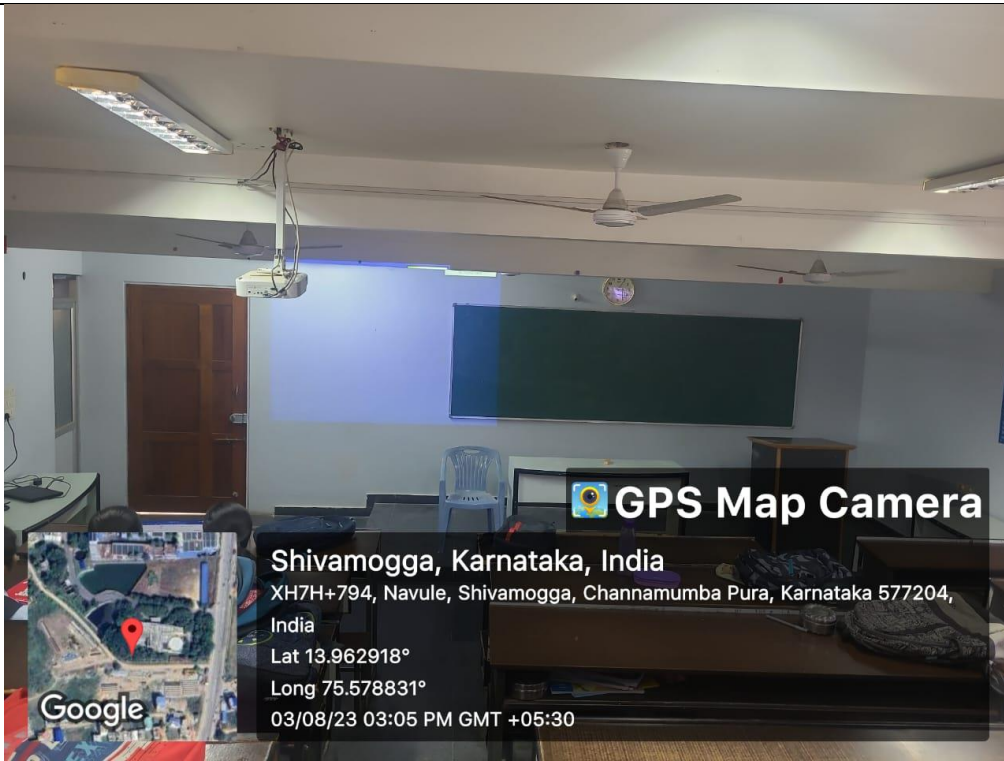 GPS Map Camera
Shivamogga, Karnataka, India
XH7H+794, Navule, Shivamogga, Channamumba Pura, Karnataka 577204,
India
Lat 13.962918°
Long 75.578831°
03/08/23 03:05 PM GMT +05:30
Google